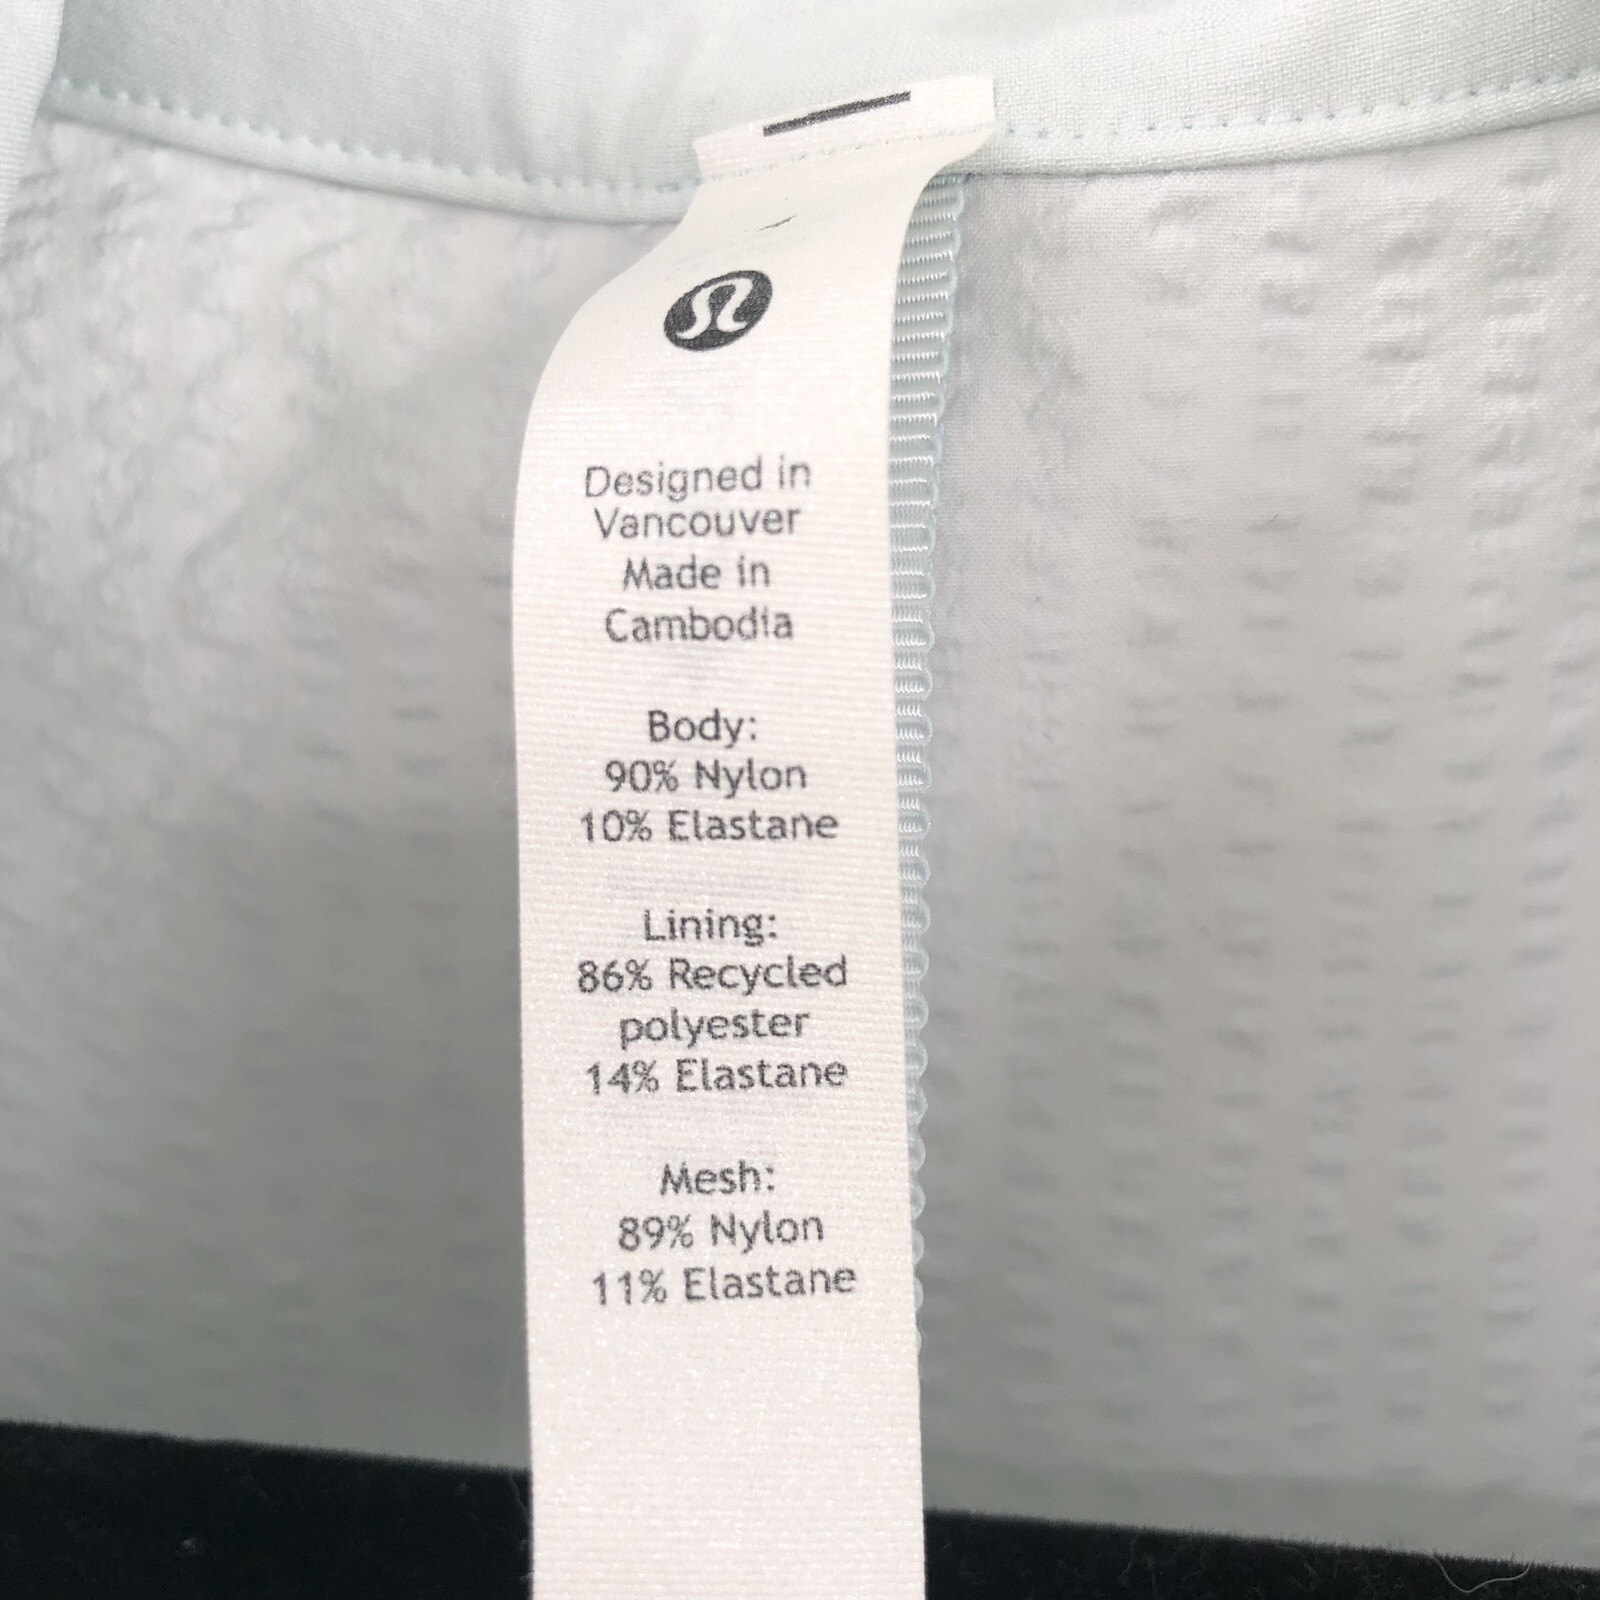 Designed in
Vancouver
Made in
Cambodia
Body:
90% Nylon
10% Elastane
Lining:
86% Recycled
polyester
14% Elastane
Mesh:
89% Nylon
11% Elastane